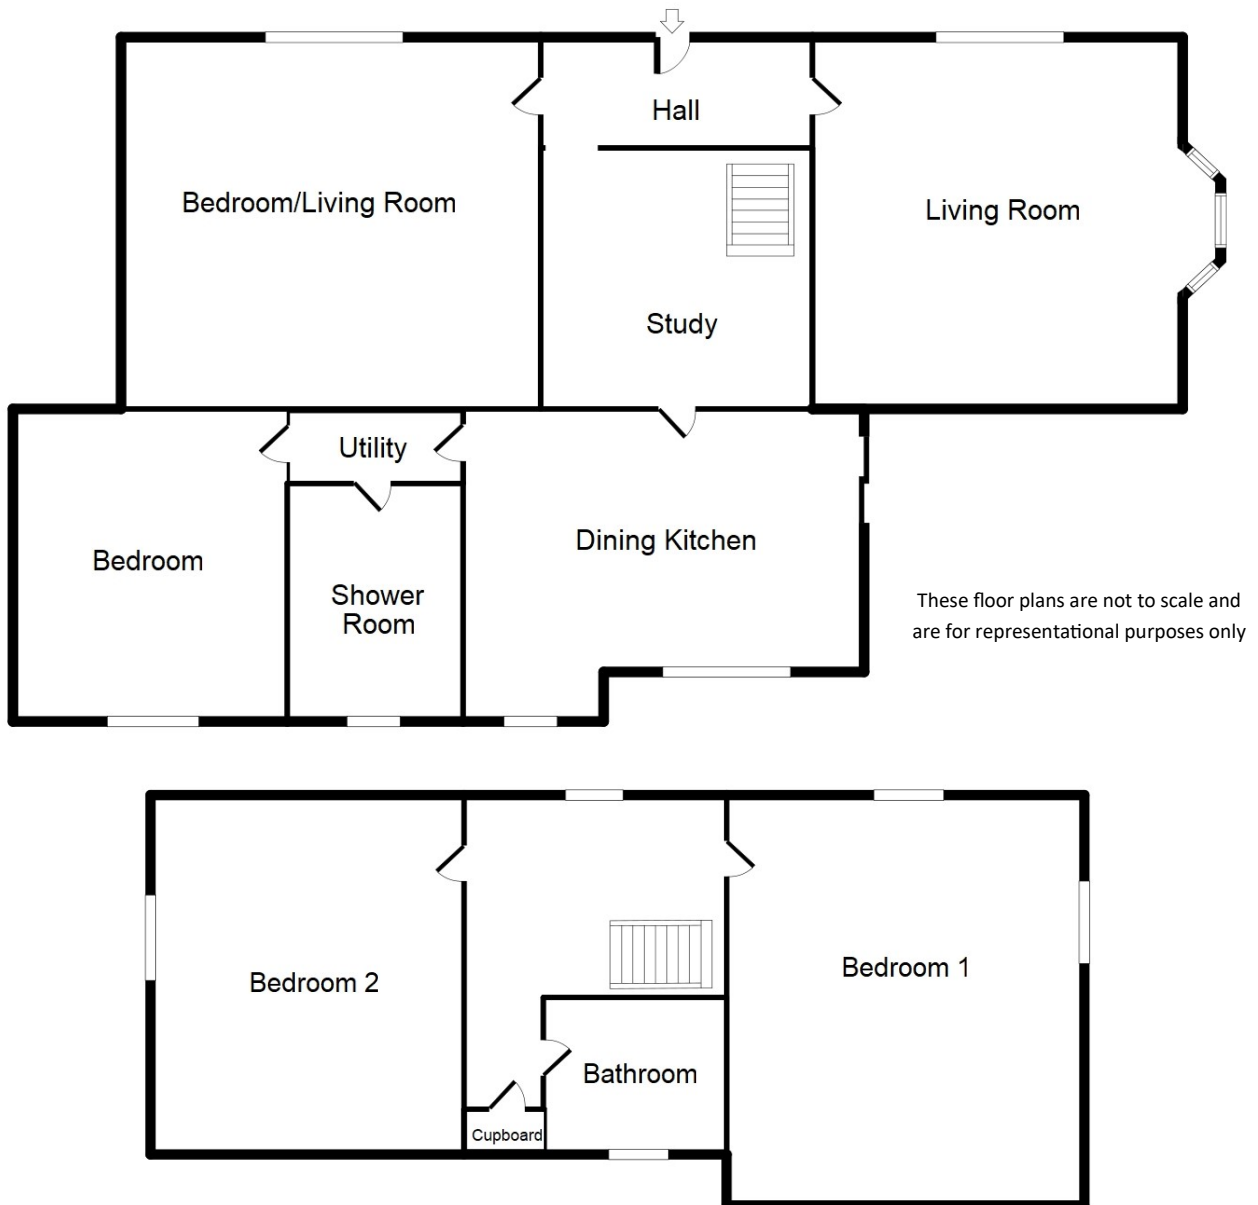 Hall
Bedroom/Living Room
Living Room
Study
Utility
Dining Kitchen
Bedroom
Shower
Room
These floor plans are not to scale and
are for representational purposes only
Bedroom 2
Bedroom 1
Bathroom
Cupboard